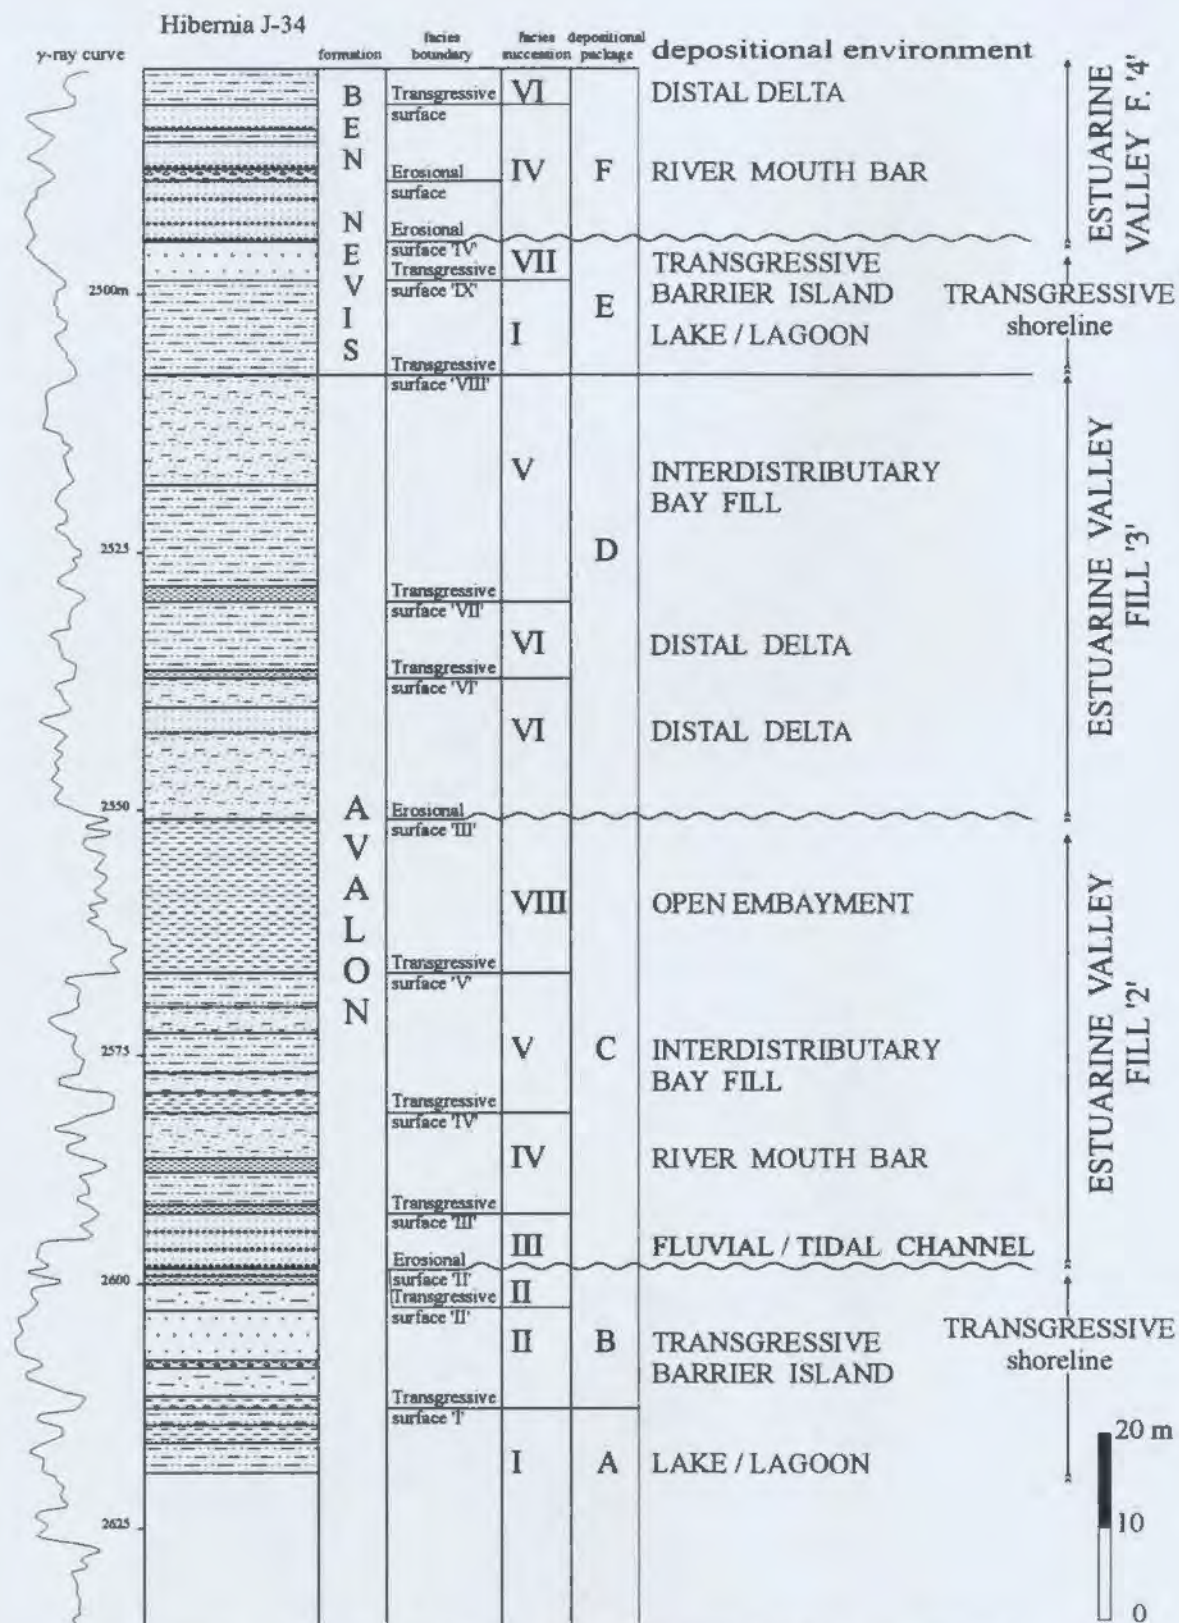 Hibernia J-34
γ-ray curve
formation
facies
boundary
facies
succession
depositional
package
depositional environment
BEN NEVIS
AVALON
Transgressive
surface
VI
DISTAL DELTA
Erosional
surface
IV
F
RIVER MOUTH BAR
ESTUARINE
VALLEY F. '4'
Erosional
surface 'IV'
VII
TRANSGRESSIVE
BARRIER ISLAND
Transgressive
surface 'IX'
2500m
E
TRANSGRESSIVE
shoreline
I
LAKE / LAGOON
Transgressive
surface 'VIII'
V
INTERDISTRIBUTARY
BAY FILL
2525
D
ESTUARINE VALLEY
FILL '3'
Transgressive
surface 'VII'
VI
DISTAL DELTA
Transgressive
surface 'VI'
VI
DISTAL DELTA
2550
Erosional
surface 'III'
VIII
OPEN EMBAYMENT
Transgressive
surface 'V'
2575
V
C
INTERDISTRIBUTARY
BAY FILL
ESTUARINE VALLEY
FILL '2'
Transgressive
surface 'IV'
IV
RIVER MOUTH BAR
Transgressive
surface 'III'
III
FLUVIAL / TIDAL CHANNEL
Erosional
surface 'II'
2600
II
Transgressive
surface 'II'
II
B
TRANSGRESSIVE
BARRIER ISLAND
TRANSGRESSIVE
shoreline
Transgressive
surface 'I'
I
A
LAKE / LAGOON
2625
20 m
10
0